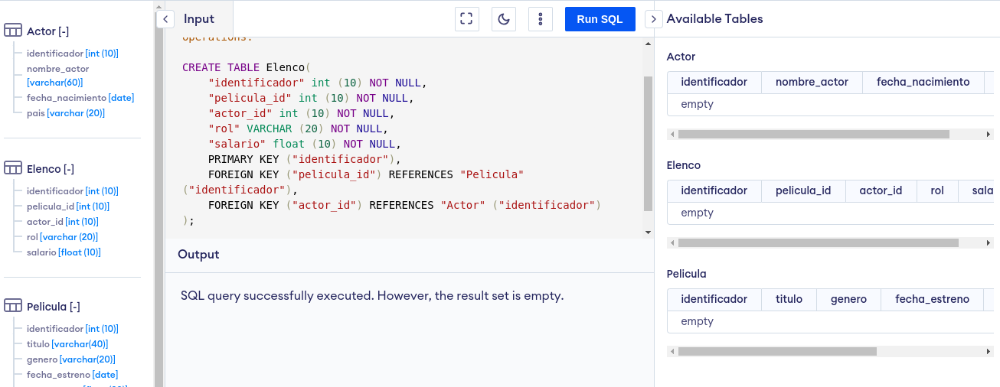 Actor [-]
identificador [int (10)]
nombre_actor
[varchar(60)]
fecha_nacimiento [date]
pais [varchar (20)]
Elenco [-]
identificador [int (10)]
pelicula_id [int (10)]
actor_id [int (10)]
rol [varchar (20)]
salario [float (10)]
Pelicula [-]
identificador [int (10)]
titulo [varchar(40)]
genero [varchar(20)]
fecha_estreno [date]
Input
Run SQL
operations.
CREATE TABLE Elenco(
"identificador" int (10) NOT NULL,
"pelicula_id" int (10) NOT NULL,
"actor_id" int (10) NOT NULL,
"rol" VARCHAR (20) NOT NULL,
"salario" float (10) NOT NULL,
PRIMARY KEY ("identificador"),
FOREIGN KEY ("pelicula_id") REFERENCES "Pelicula"
("identificador"),
FOREIGN KEY ("actor_id") REFERENCES "Actor" ("identificador")
);
Output
SQL query successfully executed. However, the result set is empty.
Available Tables
Actor
identificador nombre_actor fecha_nacimiento
empty
Elenco
identificador pelicula_id actor_id rol sala
empty
Pelicula
identificador titulo genero fecha_estreno
empty